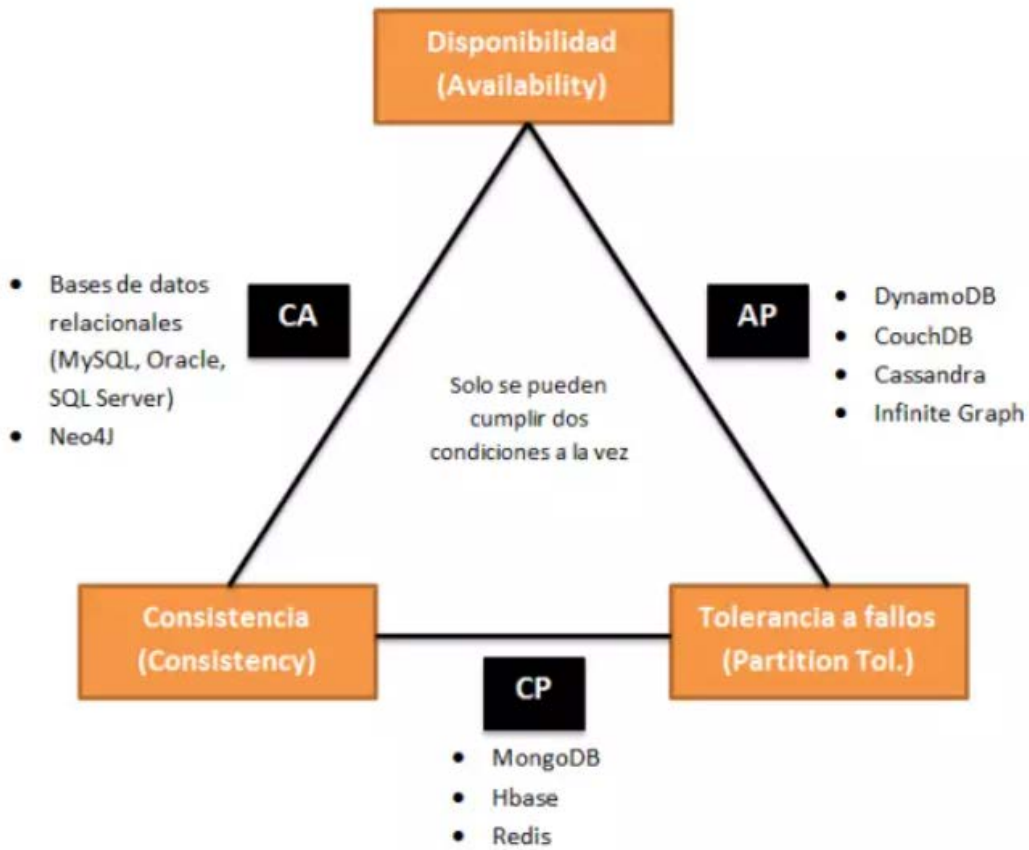 Disponibilidad
(Availability)
• Bases de datos
relacionales
(MySQL, Oracle,
SQL Server)
• Neo4J
CA
Solo se pueden
cumplir dos
condiciones a la vez
AP
• DynamoDB
• CouchDB
• Cassandra
• Infinite Graph
Consistencia
(Consistency)
Tolerancia a fallos
(Partition Tol.)
CP
• MongoDB
• Hbase
• Redis